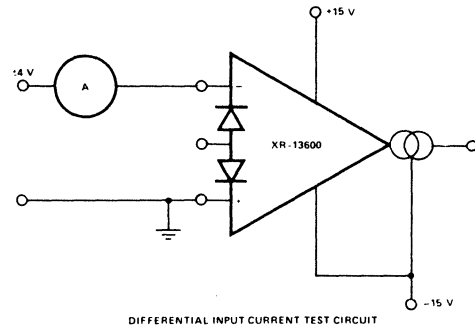 +15 V
:4 V
A
−
XR-13600
+
−15 V
DIFFERENTIAL INPUT CURRENT TEST CIRCUIT